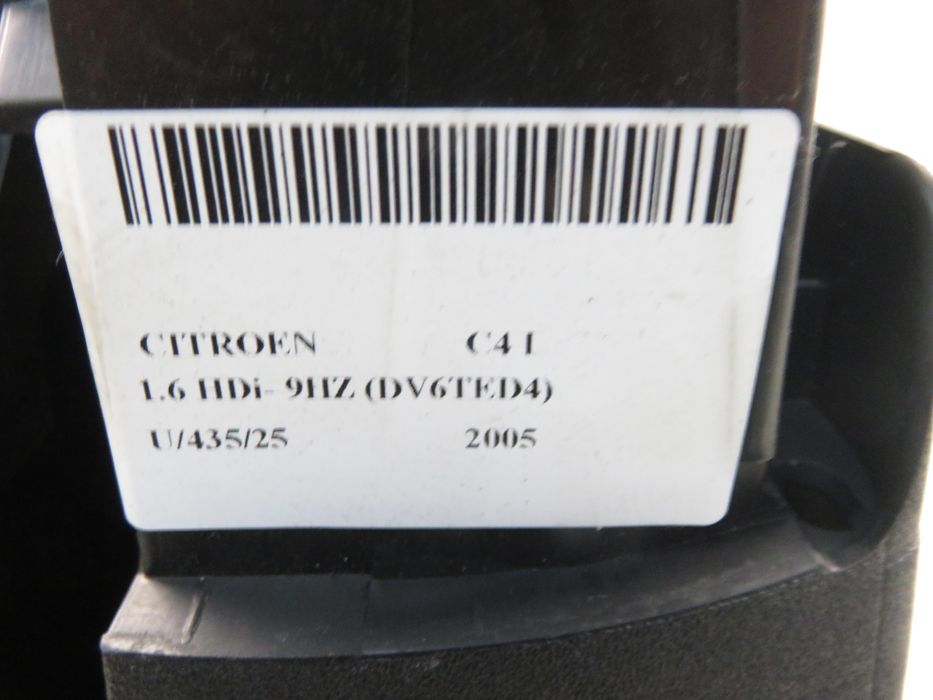 CITROEN C4 I
1.6 HDi- 9HZ (DV6TED4)
U/435/25 2005